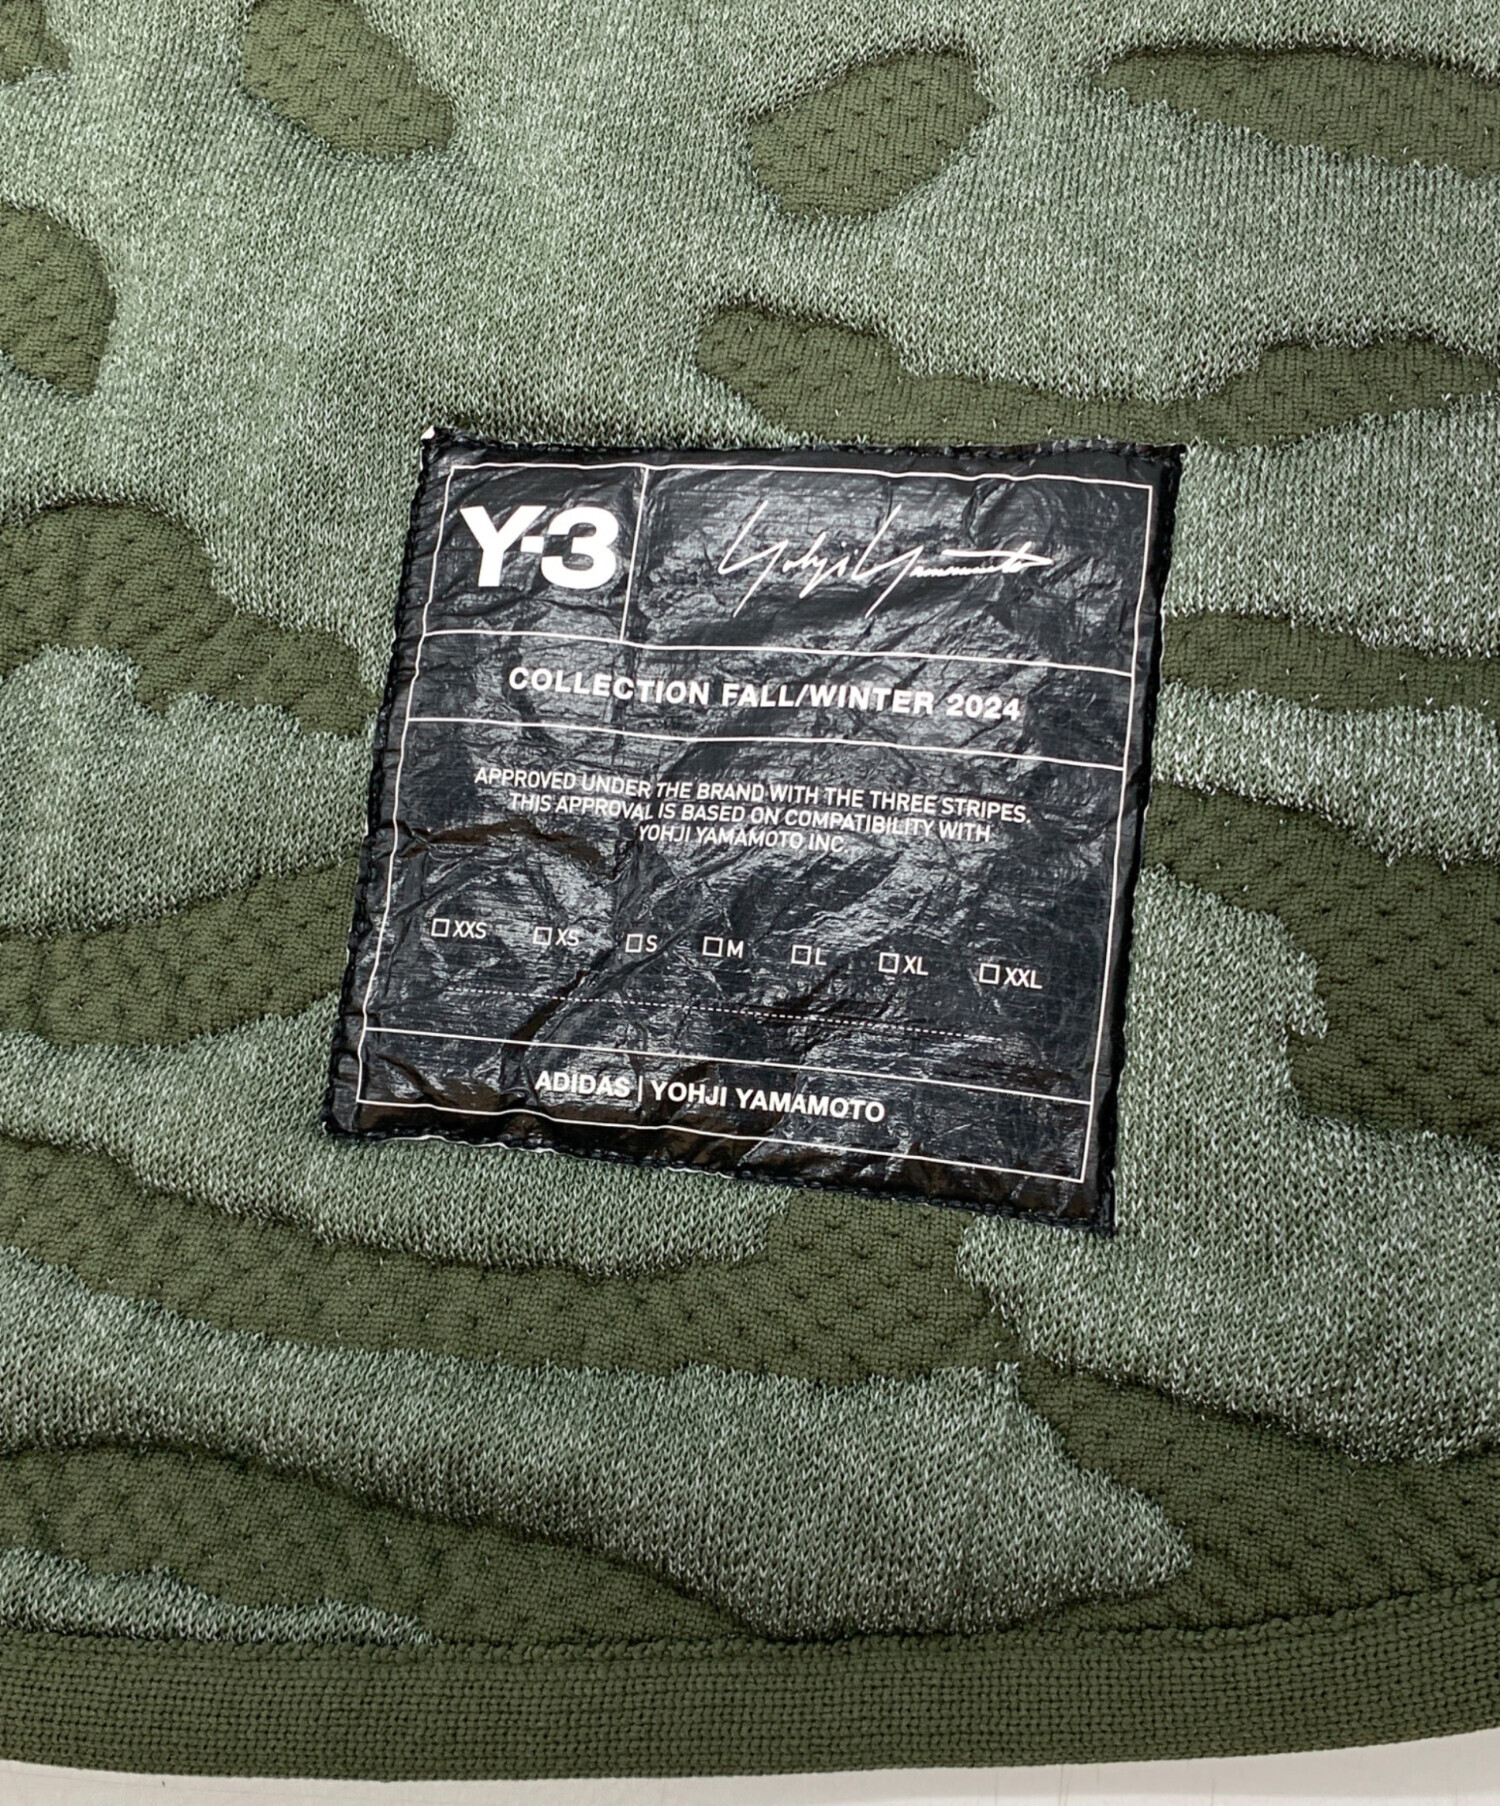 Y-3
Yohji Yamamoto
COLLECTION FALL/WINTER 2024
APPROVED UNDER THE BRAND WITH THE THREE STRIPES.
THIS APPROVAL IS BASED ON COMPATIBILITY WITH
YOHJI YAMAMOTO INC.
☐ XXS ☐ XS ☐ S ☐ M ☐ L ☐ XL ☐ XXL
ADIDAS | YOHJI YAMAMOTO